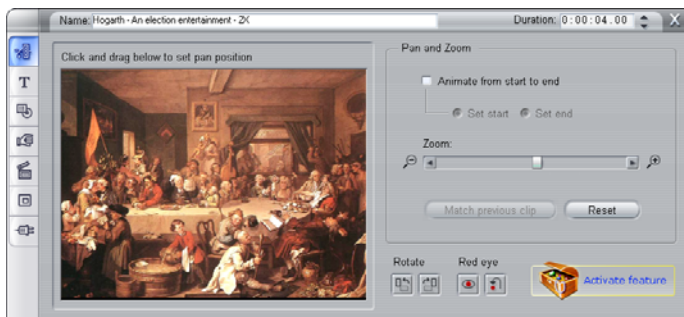 Name: Hogarth - An election entertainment - ZX
Duration: 0:00:04.00
X
Click and drag below to set pan position
Pan and Zoom
Animate from start to end
Set start
Set end
Zoom:
Match previous clip
Reset
Rotate
Red eye
Activate feature
T